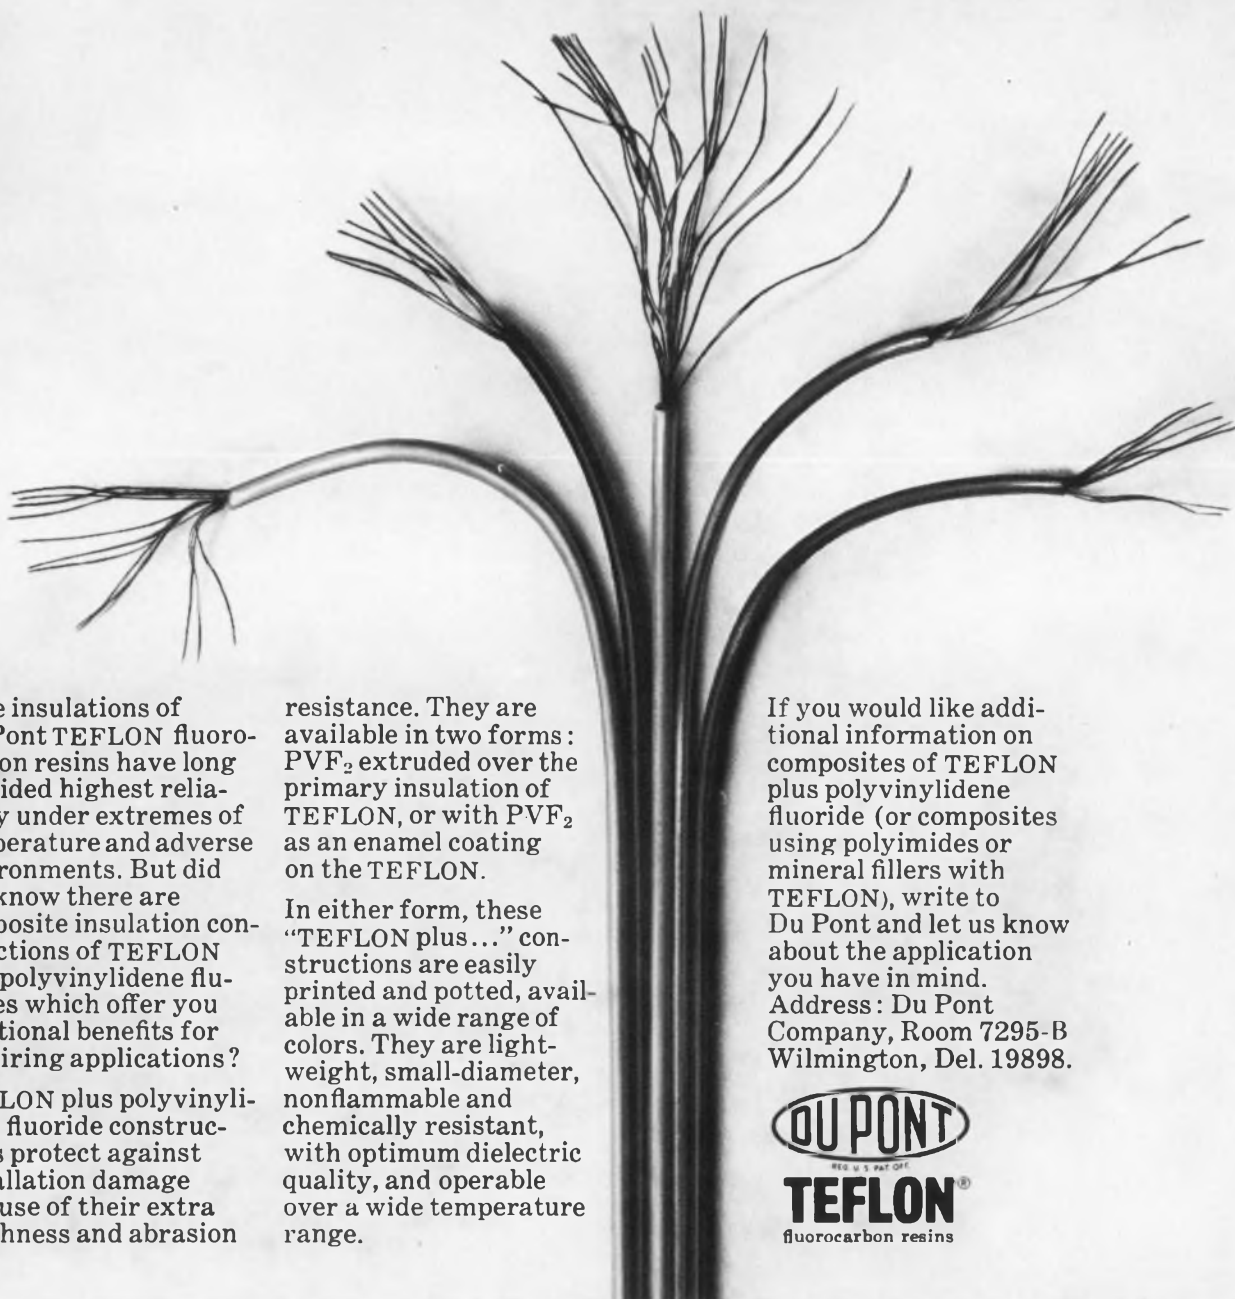 e insulations of
Pont TEFLON fluoro-
on resins have long
ided highest relia-
y under extremes of
perature and adverse
ronments. But did
know there are
posite insulation con-
ctions of TEFLON
polyvinylidene flu-
es which offer you
tional benefits for
iring applications?
LON plus polyvinyli-
fluoride construc-
s protect against
allation damage
use of their extra
hness and abrasion
resistance. They are
available in two forms:
PVF₂ extruded over the
primary insulation of
TEFLON, or with PVF₂
as an enamel coating
on the TEFLON.
In either form, these
“TEFLON plus...” con-
structions are easily
printed and potted, avail-
able in a wide range of
colors. They are light-
weight, small-diameter,
nonflammable and
chemically resistant,
with optimum dielectric
quality, and operable
over a wide temperature
range.
If you would like addi-
tional information on
composites of TEFLON
plus polyvinylidene
fluoride (or composites
using polyimides or
mineral fillers with
TEFLON), write to
Du Pont and let us know
about the application
you have in mind.
Address: Du Pont
Company, Room 7295-B
Wilmington, Del. 19898.
DU PONT
REG. U.S. PAT. OFF.
TEFLON®
fluorocarbon resins